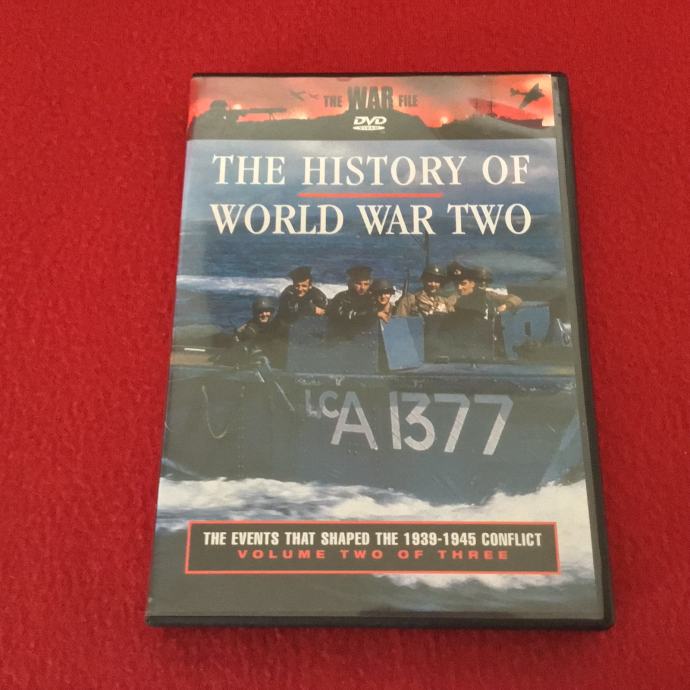 THE WAR FILE
DVD
VIDEO
THE HISTORY OF
WORLD WAR TWO
LCA 1377
THE EVENTS THAT SHAPED THE 1939-1945 CONFLICT
VOLUME TWO OF THREE